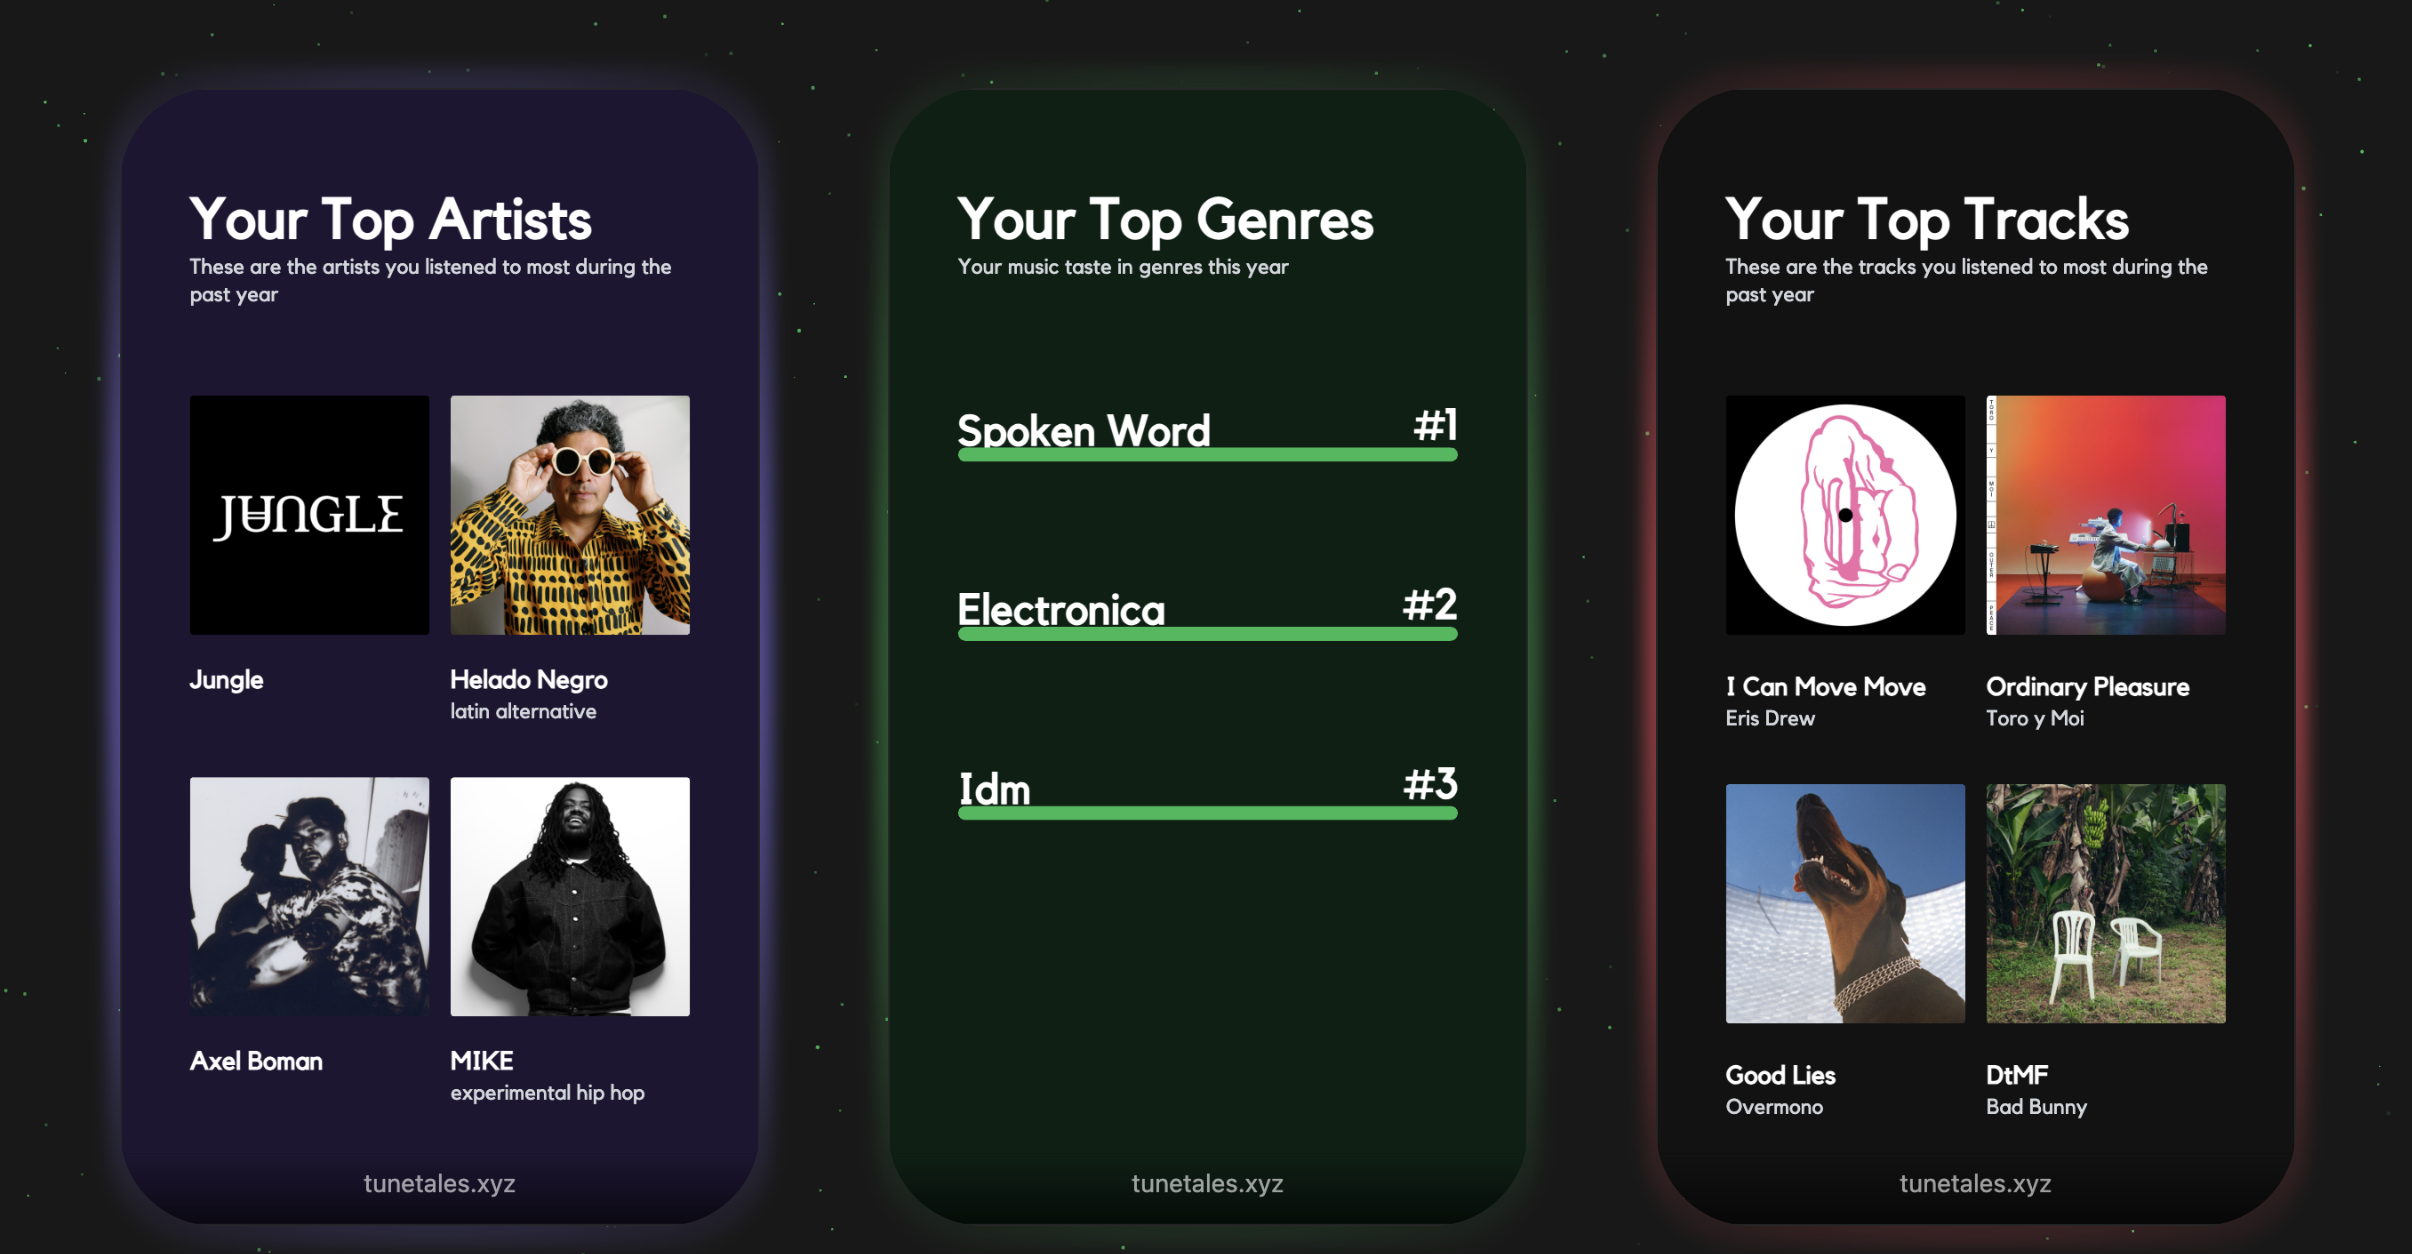 Your Top Artists
These are the artists you listened to most during the
past year
JUNGLE
Jungle
Helado Negro
latin alternative
Axel Boman
MIKE
experimental hip hop
tunetales.xyz
Your Top Genres
Your music taste in genres this year
Spoken Word #1
Electronica #2
Idm #3
tunetales.xyz
Your Top Tracks
These are the tracks you listened to most during the
past year
TORO
Y
MOI
OUTER
PEACE
I Can Move Move
Eris Drew
Ordinary Pleasure
Toro y Moi
Good Lies
Overmono
DtMF
Bad Bunny
tunetales.xyz